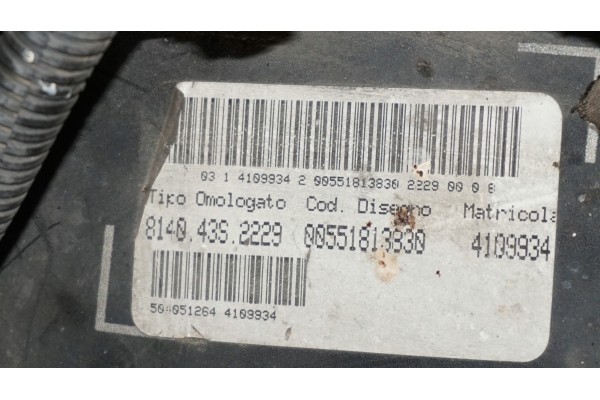 03 1 4109934 2 00551813830 2229 00 0 8
Tipo Omologato Cod. Disegno Matricola
8140.43S.2229 00551813830 4109934
504051264 4109934